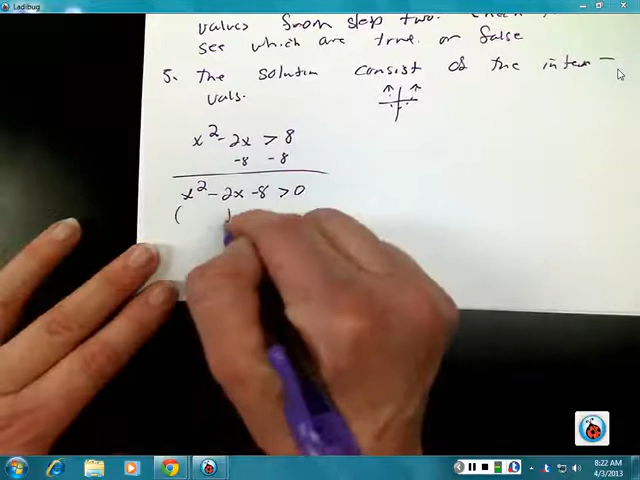 Ladibug
values from step two. Check
see which are true or false
5. The solution consist of the inter-
vals.
x² - 2x > 8
-8 -8
x² - 2x - 8 > 0
( )
8:22 AM
4/3/2013